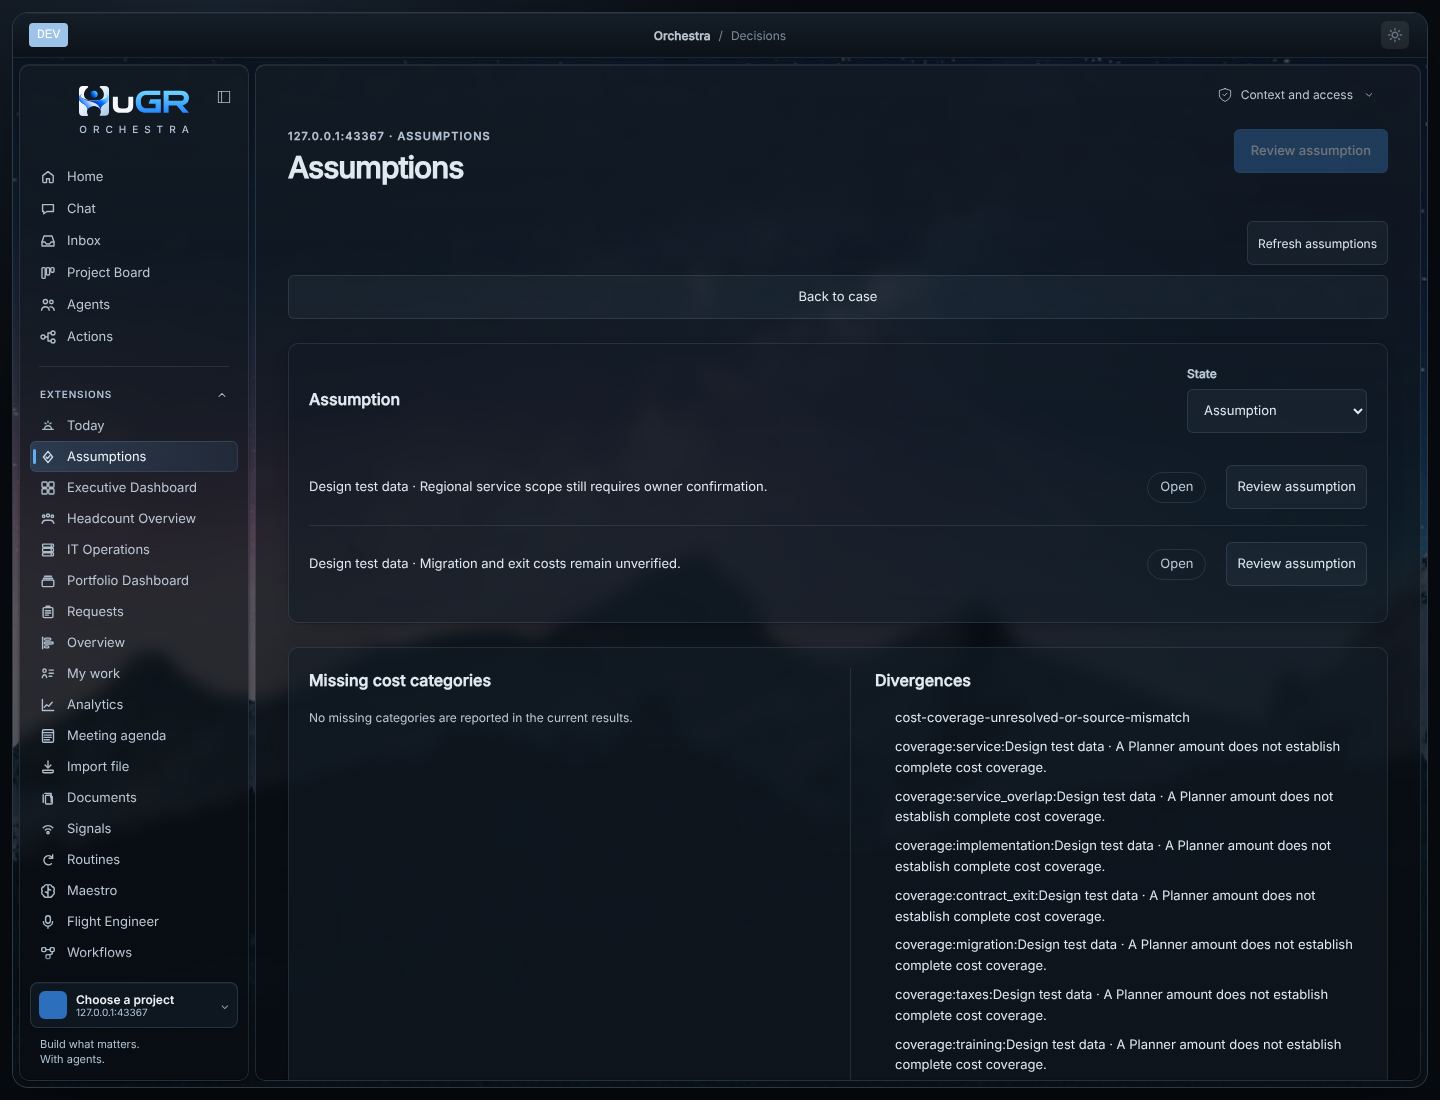 DEV
Orchestra / Decisions
HuGR
ORCHESTRA
Home
Chat
Inbox
Project Board
Agents
Actions
EXTENSIONS
Today
Assumptions
Executive Dashboard
Headcount Overview
IT Operations
Portfolio Dashboard
Requests
Overview
My work
Analytics
Meeting agenda
Import file
Documents
Signals
Routines
Maestro
Flight Engineer
Workflows
Choose a project
127.0.0.1:43367
Build what matters.
With agents.
Context and access
127.0.0.1:43367 · ASSUMPTIONS
Assumptions
Review assumption
Refresh assumptions
Back to case
Assumption
State
Assumption
Design test data · Regional service scope still requires owner confirmation.
Open
Review assumption
Design test data · Migration and exit costs remain unverified.
Open
Review assumption
Missing cost categories
No missing categories are reported in the current results.
Divergences
cost-coverage-unresolved-or-source-mismatch
coverage:service:Design test data · A Planner amount does not establish
complete cost coverage.
coverage:service_overlap:Design test data · A Planner amount does not
establish complete cost coverage.
coverage:implementation:Design test data · A Planner amount does not
establish complete cost coverage.
coverage:contract_exit:Design test data · A Planner amount does not
establish complete cost coverage.
coverage:migration:Design test data · A Planner amount does not establish
complete cost coverage.
coverage:taxes:Design test data · A Planner amount does not establish
complete cost coverage.
coverage:training:Design test data · A Planner amount does not establish
complete cost coverage.